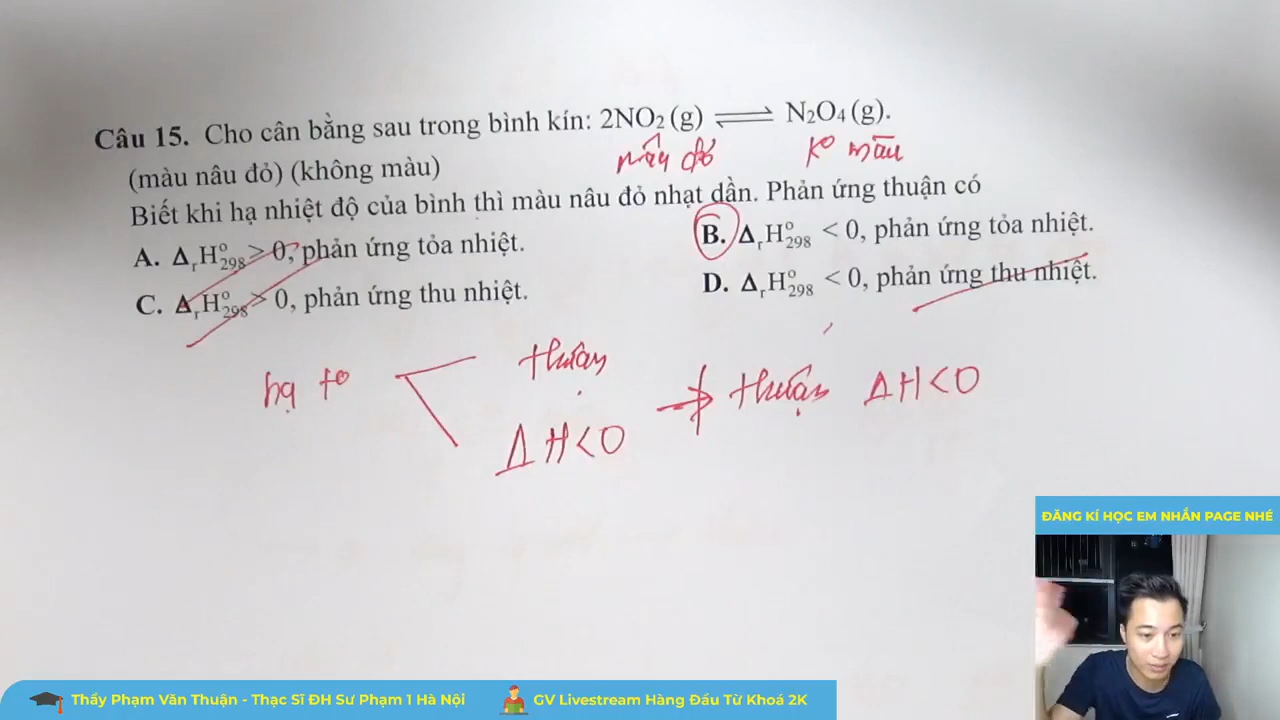 Câu 15. Cho cân bằng sau trong bình kín: 2NO₂ (g) ⇌ N₂O₄ (g).
nâu đỏ ko màu
(màu nâu đỏ) (không màu)
Biết khi hạ nhiệt độ của bình thì màu nâu đỏ nhạt dần. Phản ứng thuận có
A. ΔᵣH°₂₉₈ > 0, phản ứng tỏa nhiệt. B. ΔᵣH°₂₉₈ < 0, phản ứng tỏa nhiệt.
C. ΔᵣH°₂₉₈ > 0, phản ứng thu nhiệt. D. ΔᵣH°₂₉₈ < 0, phản ứng thu nhiệt.
hạ to thuận
ΔH<0 → thuận ΔH<0
ĐĂNG KÍ HỌC EM NHẮN PAGE NHÉ
Thầy Phạm Văn Thuận - Thạc Sĩ ĐH Sư Phạm 1 Hà Nội GV Livestream Hàng Đầu Từ Khoá 2K